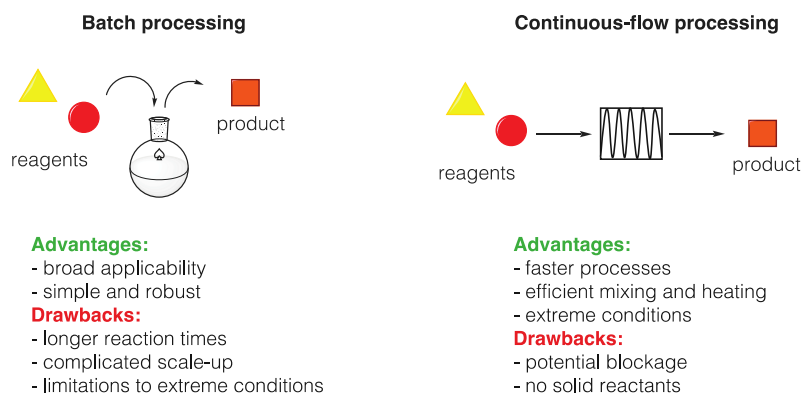 Batch processing
reagents
product
Advantages:
- broad applicability
- simple and robust
Drawbacks:
- longer reaction times
- complicated scale-up
- limitations to extreme conditions
Continuous-flow processing
reagents
product
Advantages:
- faster processes
- efficient mixing and heating
- extreme conditions
Drawbacks:
- potential blockage
- no solid reactants